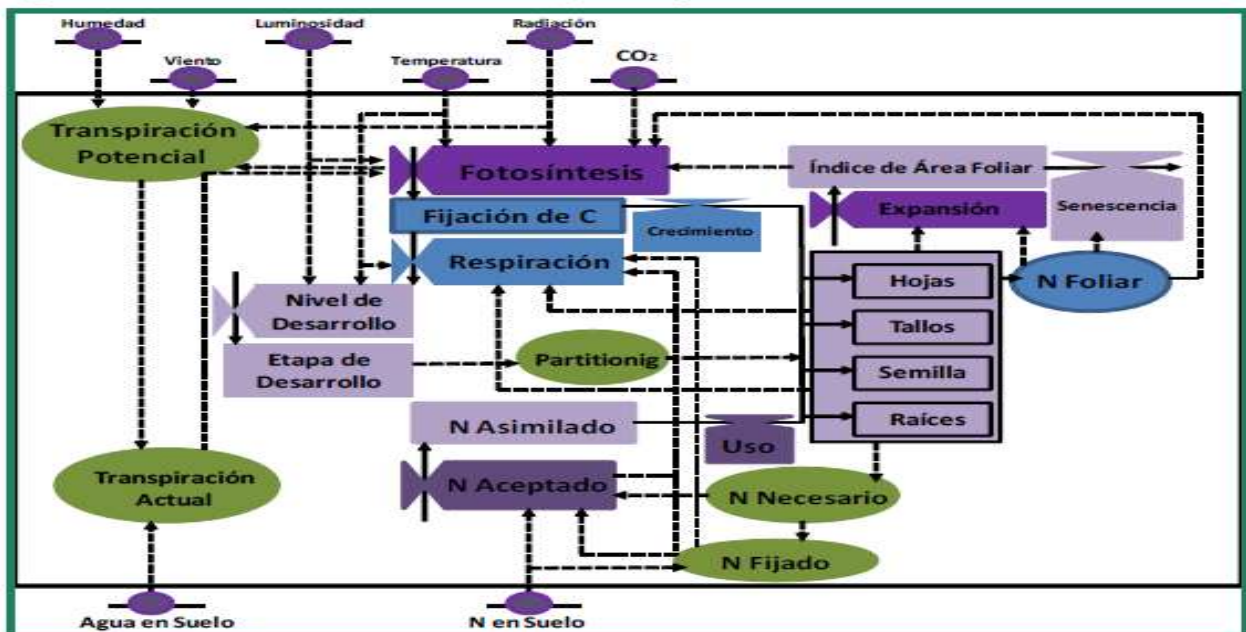 Humedad
Luminosidad
Radiación
Viento
Temperatura
CO₂
Transpiración
Potencial
Fotosíntesis
Índice de Área Foliar
Fijación de C
Crecimiento
Expansión
Senescencia
Respiración
Hojas
N Foliar
Nivel de
Desarrollo
Tallos
Etapa de
Desarrollo
Partitionig
Semilla
N Asimilado
Uso
Raíces
Transpiración
Actual
N Aceptado
N Necesario
N Fijado
Agua en Suelo
N en Suelo